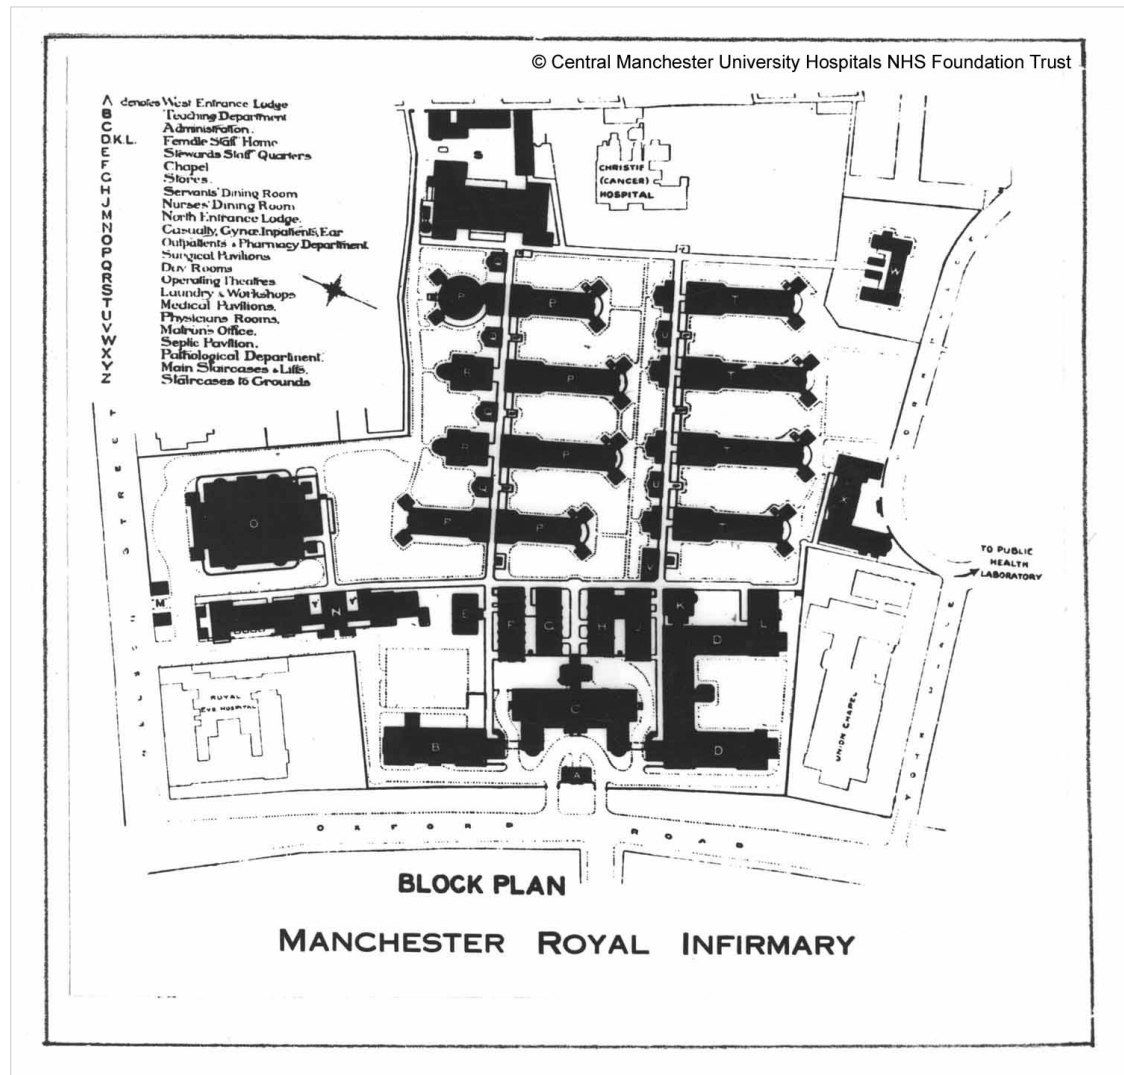 © Central Manchester University Hospitals NHS Foundation Trust
A denotes West Entrance Lodge
B Teaching Department
C Administration.
D.K.L. Female Staff Home
E Stewards Staff Quarters
F Chapel
G Stores.
H Servants' Dining Room
J Nurses' Dining Room
M North Entrance Lodge.
N Casualty, Gynæ. Inpatients, Ear
O Outpatients & Pharmacy Department
P Surgical Pavilions
Q Day Rooms
R Operating Theatres
S Laundry & Workshops
T Medical Pavilions.
U Physicians Rooms.
V Matron's Office.
W Septic Pavilion.
X Pathological Department.
Y Main Staircases & Lifts.
Z Staircases to Grounds
S
CHRISTIE
(CANCER)
HOSPITAL
W
P P T
U
R P T
R P T
U
X
P P T
O
V
TO PUBLIC
HEALTH
LABORATORY
M
Y Y
N
E F G H J K L
D
NELSON STREET
ROYAL
EYE HOSPITAL
C
B
D
A
UNION CHAPEL
OXFORD ROAD
BLOCK PLAN
MANCHESTER ROYAL INFIRMARY